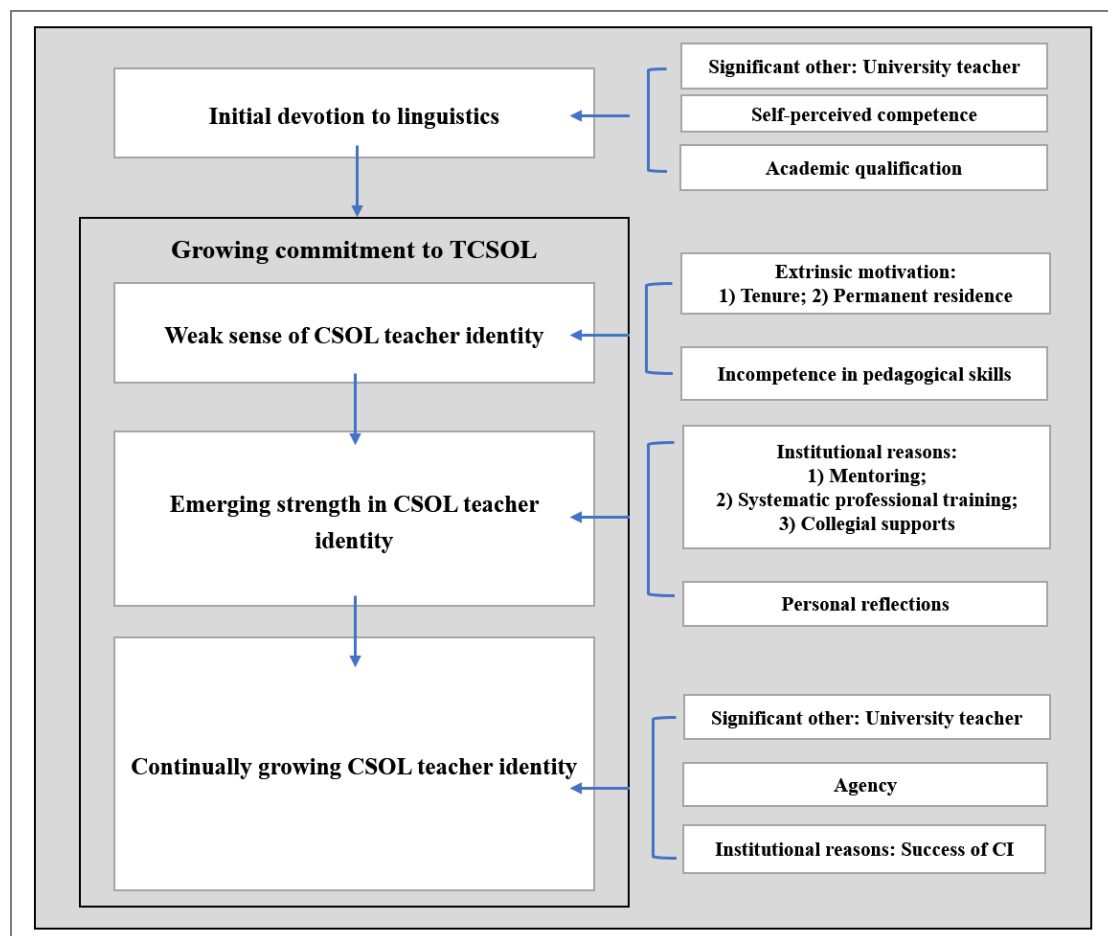 Initial devotion to linguistics
Significant other: University teacher
Self-perceived competence
Academic qualification
Growing commitment to TCSOL
Weak sense of CSOL teacher identity
Extrinsic motivation:
1) Tenure; 2) Permanent residence
Incompetence in pedagogical skills
Emerging strength in CSOL teacher
identity
Institutional reasons:
1) Mentoring;
2) Systematic professional training;
3) Collegial supports
Personal reflections
Continually growing CSOL teacher identity
Significant other: University teacher
Agency
Institutional reasons: Success of CI